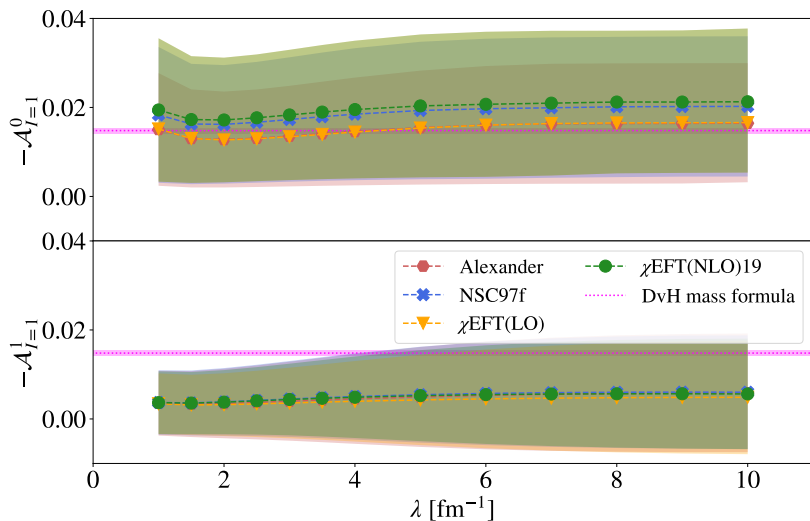 0.04
0.02
0.00
−𝒜⁰_{I=1}
0.04
0.02
0.00
−𝒜¹_{I=1}
Alexander
NSC97f
χEFT(LO)
χEFT(NLO)19
DvH mass formula
0 2 4 6 8 10
λ [fm⁻¹]